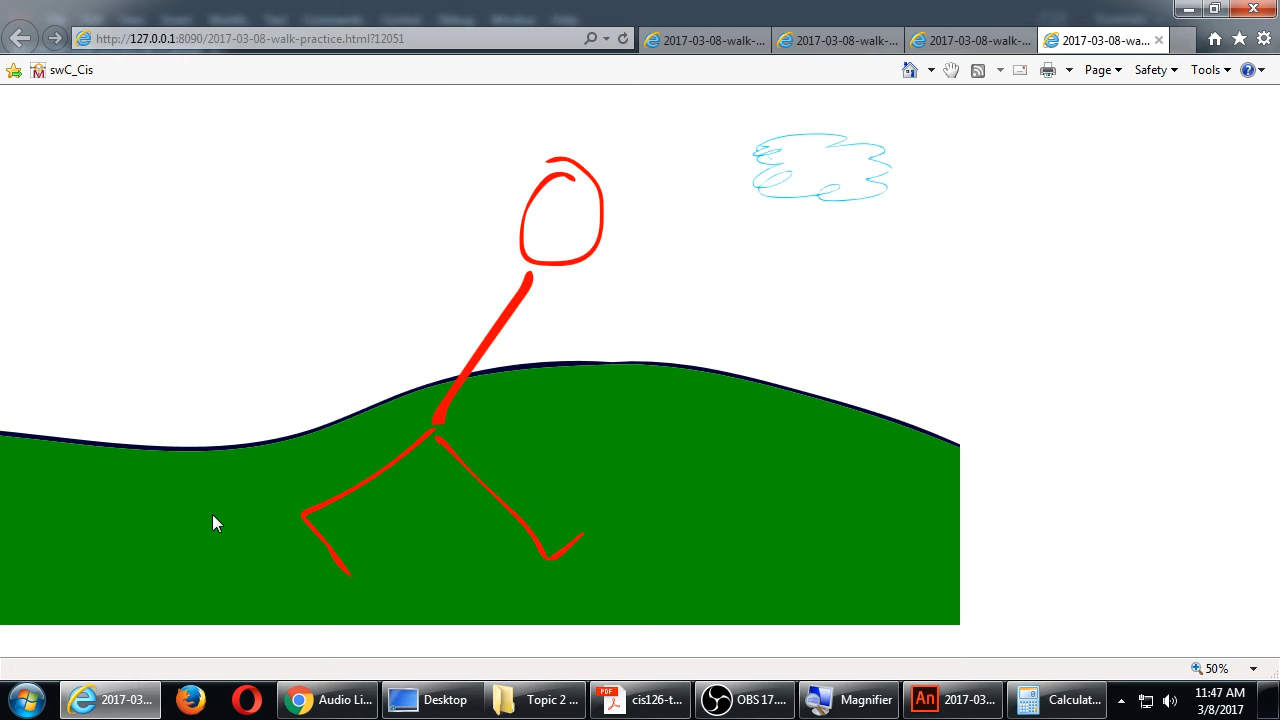 http://127.0.0.1:8090/2017-03-08-walk-practice.html?12051
2017-03-08-walk-...
2017-03-08-walk-...
2017-03-08-walk-...
2017-03-08-wa...
swC_Cis
Page
Safety
Tools
50%
2017-03...
Audio Li...
Desktop
Topic 2 ...
PDF
cis126-t...
OBS 17....
Magnifier
An
2017-03...
Calculat...
11:47 AM
3/8/2017